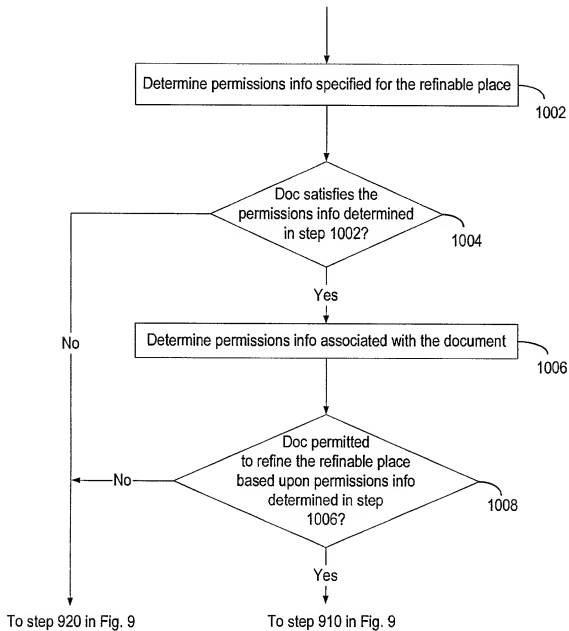 Determine permissions info specified for the refinable place
1002
Doc satisfies the
permissions info determined
in step 1002?
1004
Yes
Determine permissions info associated with the document
1006
No
Doc permitted
to refine the refinable place
based upon permissions info
determined in step
1006?
No
1008
Yes
To step 920 in Fig. 9
To step 910 in Fig. 9